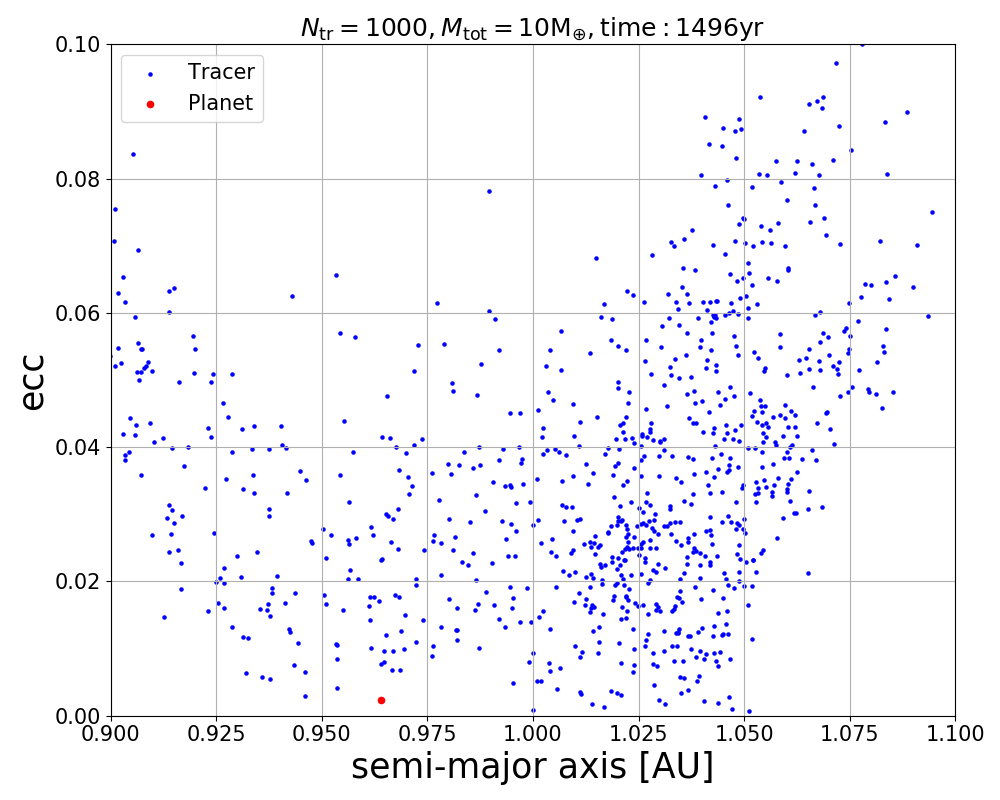 N_tr = 1000, M_tot = 10M_⊕, time : 1496yr
Tracer
Planet
ecc
0.10
0.08
0.06
0.04
0.02
0.00
0.900 0.925 0.950 0.975 1.000 1.025 1.050 1.075 1.100
semi-major axis [AU]